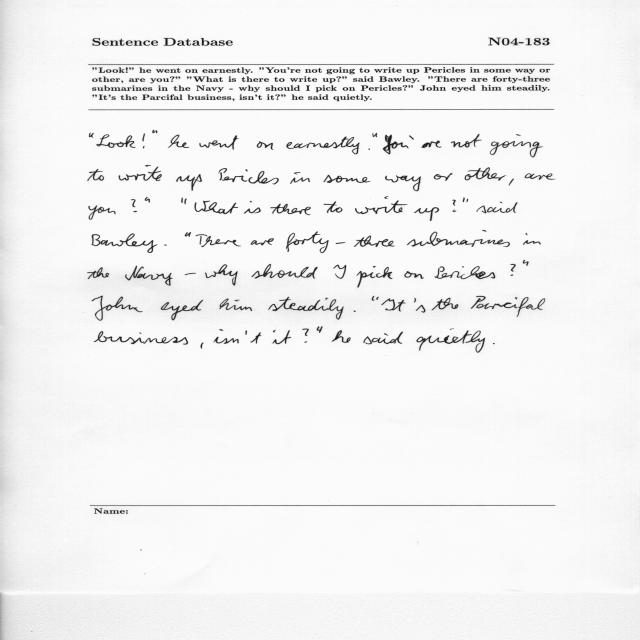 Sentence Database N04-183
"Look!" he went on earnestly. "You're not going to write up Pericles in some way or
other, are you?" "What is there to write up?" said Bawley. "There are forty-three
submarines in the Navy - why should I pick on Pericles?" John eyed him steadily.
"It's the Parcifal business, isn't it?" he said quietly.
"Look!" he went on earnestly. "You are not going
to write up Pericles in some way or other, are
you?" "What is there to write up?" said
Bawley. "There are forty-three submarines in
the Navy - why should I pick on Pericles?"
John eyed him steadily. "It's the Parcifal
business, isn't it?" he said quietly.
Name: